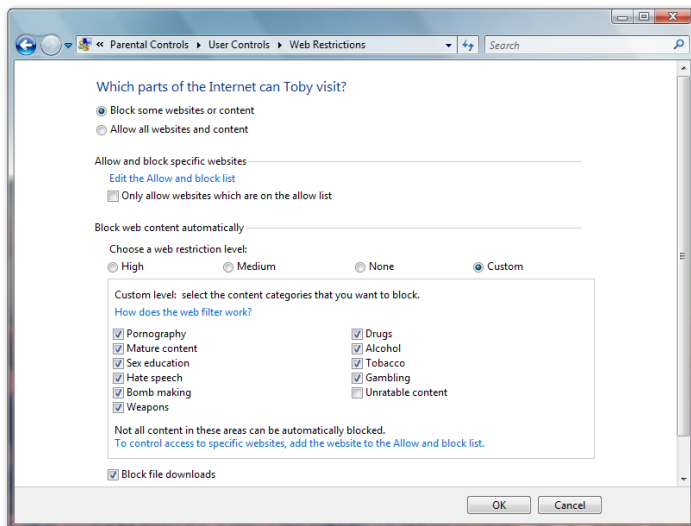 « Parental Controls ▸ User Controls ▸ Web Restrictions Search
Which parts of the Internet can Toby visit?
Block some websites or content
Allow all websites and content
Allow and block specific websites
Edit the Allow and block list
Only allow websites which are on the allow list
Block web content automatically
Choose a web restriction level:
High Medium None Custom
Custom level: select the content categories that you want to block.
How does the web filter work?
Pornography Drugs
Mature content Alcohol
Sex education Tobacco
Hate speech Gambling
Bomb making Unratable content
Weapons
Not all content in these areas can be automatically blocked.
To control access to specific websites, add the website to the Allow and block list.
Block file downloads
OK Cancel